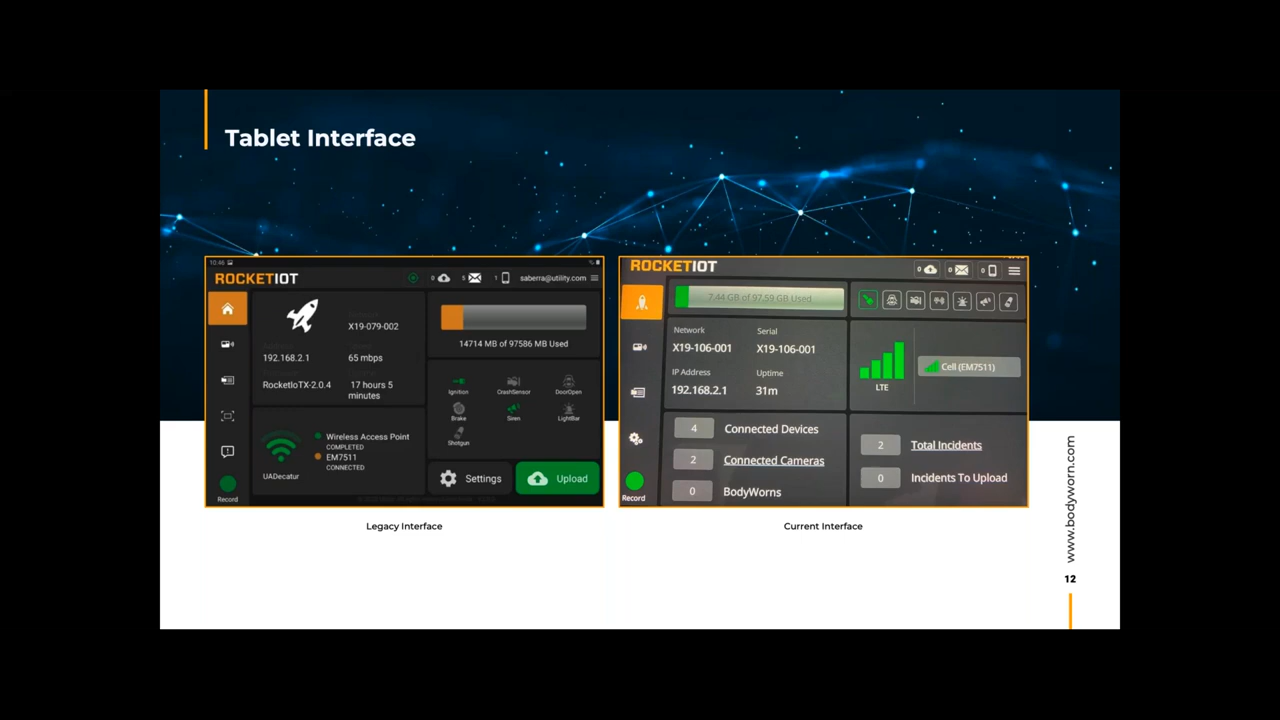 Tablet Interface
10:46
ROCKETIOT
0
5
1
saberra@utility.com
X19-079-002
192.168.2.1
65 mbps
RocketIoTX-2.0.4
17 hours 5
minutes
Wireless Access Point
COMPLETED
EM7511
CONNECTED
UADecatur
14714 MB of 97586 MB Used
Ignition
CrashSensor
DoorOpen
Brake
Siren
LightBar
Shotgun
Settings
Upload
Record
Legacy Interface
ROCKETIOT
0
0
0
7.44 GB of 97.59 GB Used
Network
Serial
X19-106-001
X19-106-001
IP Address
Uptime
192.168.2.1
31m
LTE
Cell (EM7511)
4
Connected Devices
2
Connected Cameras
0
BodyWorns
2
Total Incidents
0
Incidents To Upload
Record
Current Interface
www.bodyworn.com
12